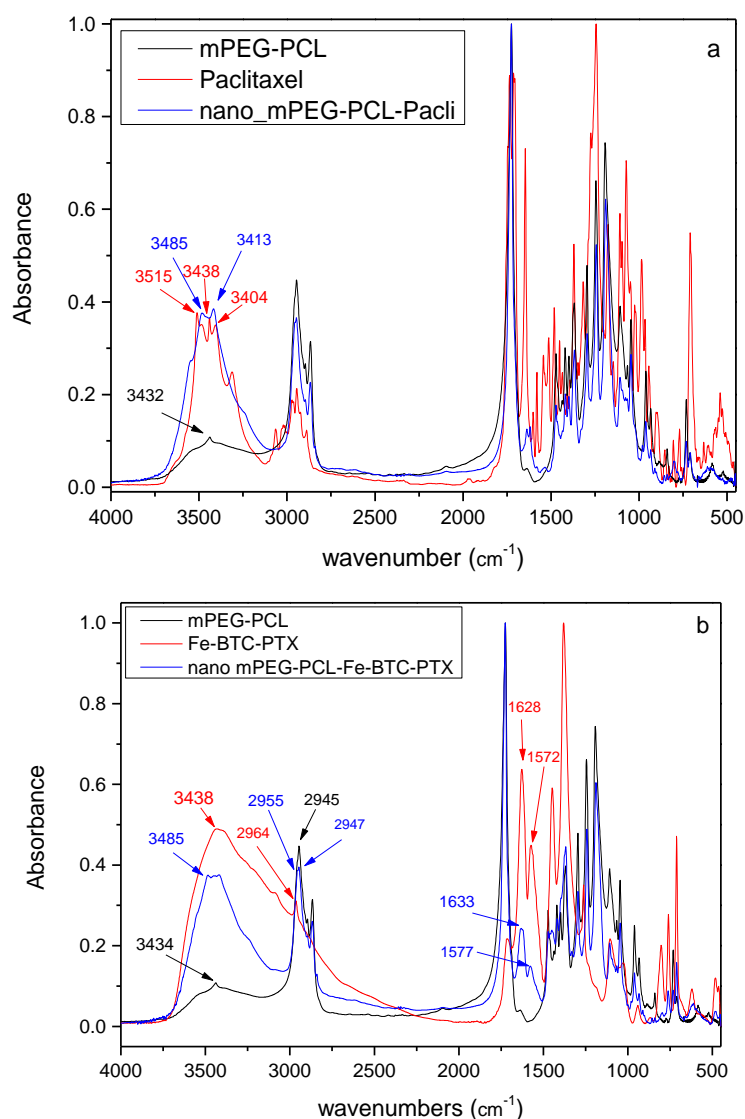 a
mPEG-PCL
Paclitaxel
nano_mPEG-PCL-Pacli
1.0
0.8
0.6
0.4
0.2
0.0
Absorbance
3485
3413
3438
3515
3404
3432
4000 3500 3000 2500 2000 1500 1000 500
wavenumber (cm⁻¹)
b
mPEG-PCL
Fe-BTC-PTX
nano mPEG-PCL-Fe-BTC-PTX
1.0
0.8
0.6
0.4
0.2
0.0
Absorbance
1628
1572
3438
2955
2945
2964
2947
3485
1633
1577
3434
4000 3500 3000 2500 2000 1500 1000 500
wavenumbers (cm⁻¹)